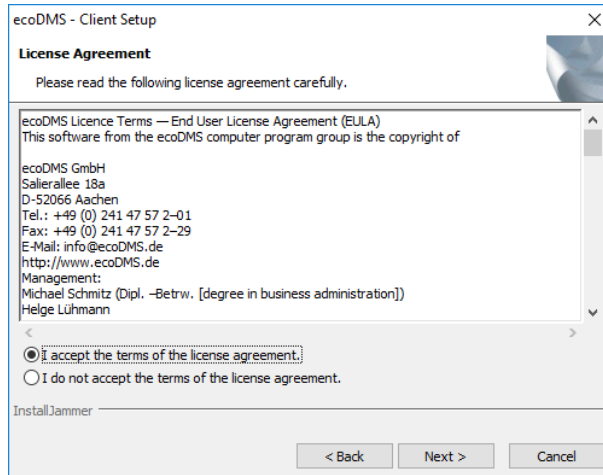 ecoDMS - Client Setup
License Agreement
Please read the following license agreement carefully.
ecoDMS Licence Terms — End User License Agreement (EULA)
This software from the ecoDMS computer program group is the copyright of
ecoDMS GmbH
Salierallee 18a
D-52066 Aachen
Tel.: +49 (0) 241 47 57 2–01
Fax: +49 (0) 241 47 57 2–29
E-Mail: info@ecoDMS.de
http://www.ecoDMS.de
Management:
Michael Schmitz (Dipl. –Betrw. [degree in business administration])
Helge Lühmann
I accept the terms of the license agreement.
I do not accept the terms of the license agreement.
InstallJammer
< Back Next > Cancel